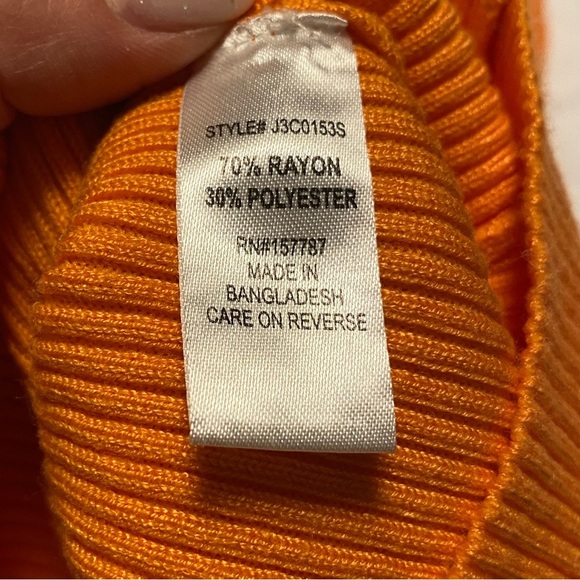 STYLE# J3C0153S
70% RAYON
30% POLYESTER
RN#157787
MADE IN
BANGLADESH
CARE ON REVERSE